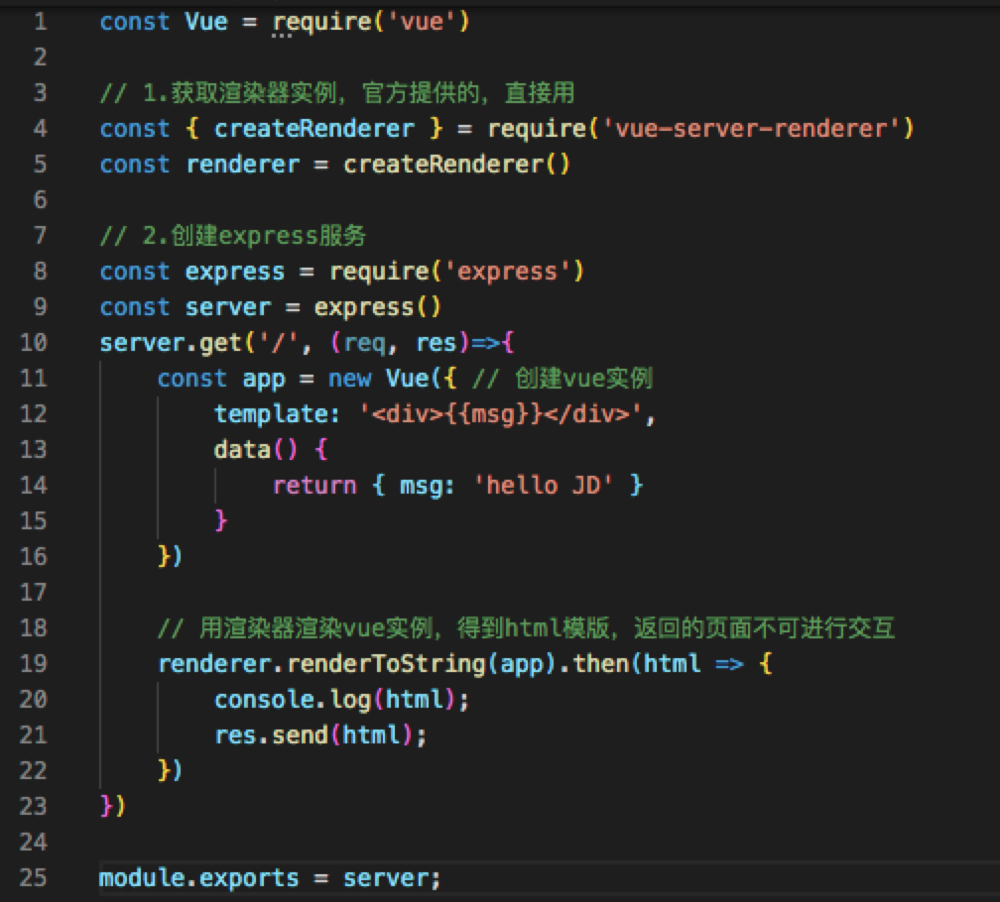 1 const Vue = require('vue')
2
3 // 1.获取渲染器实例，官方提供的，直接用
4 const { createRenderer } = require('vue-server-renderer')
5 const renderer = createRenderer()
6
7 // 2.创建express服务
8 const express = require('express')
9 const server = express()
10 server.get('/', (req, res)=>{
11     const app = new Vue({ // 创建vue实例
12         template: '<div>{{msg}}</div>',
13         data() {
14             return { msg: 'hello JD' }
15         }
16     })
17
18     // 用渲染器渲染vue实例，得到html模版，返回的页面不可进行交互
19     renderer.renderToString(app).then(html => {
20         console.log(html);
21         res.send(html);
22     })
23 })
24
25 module.exports = server;